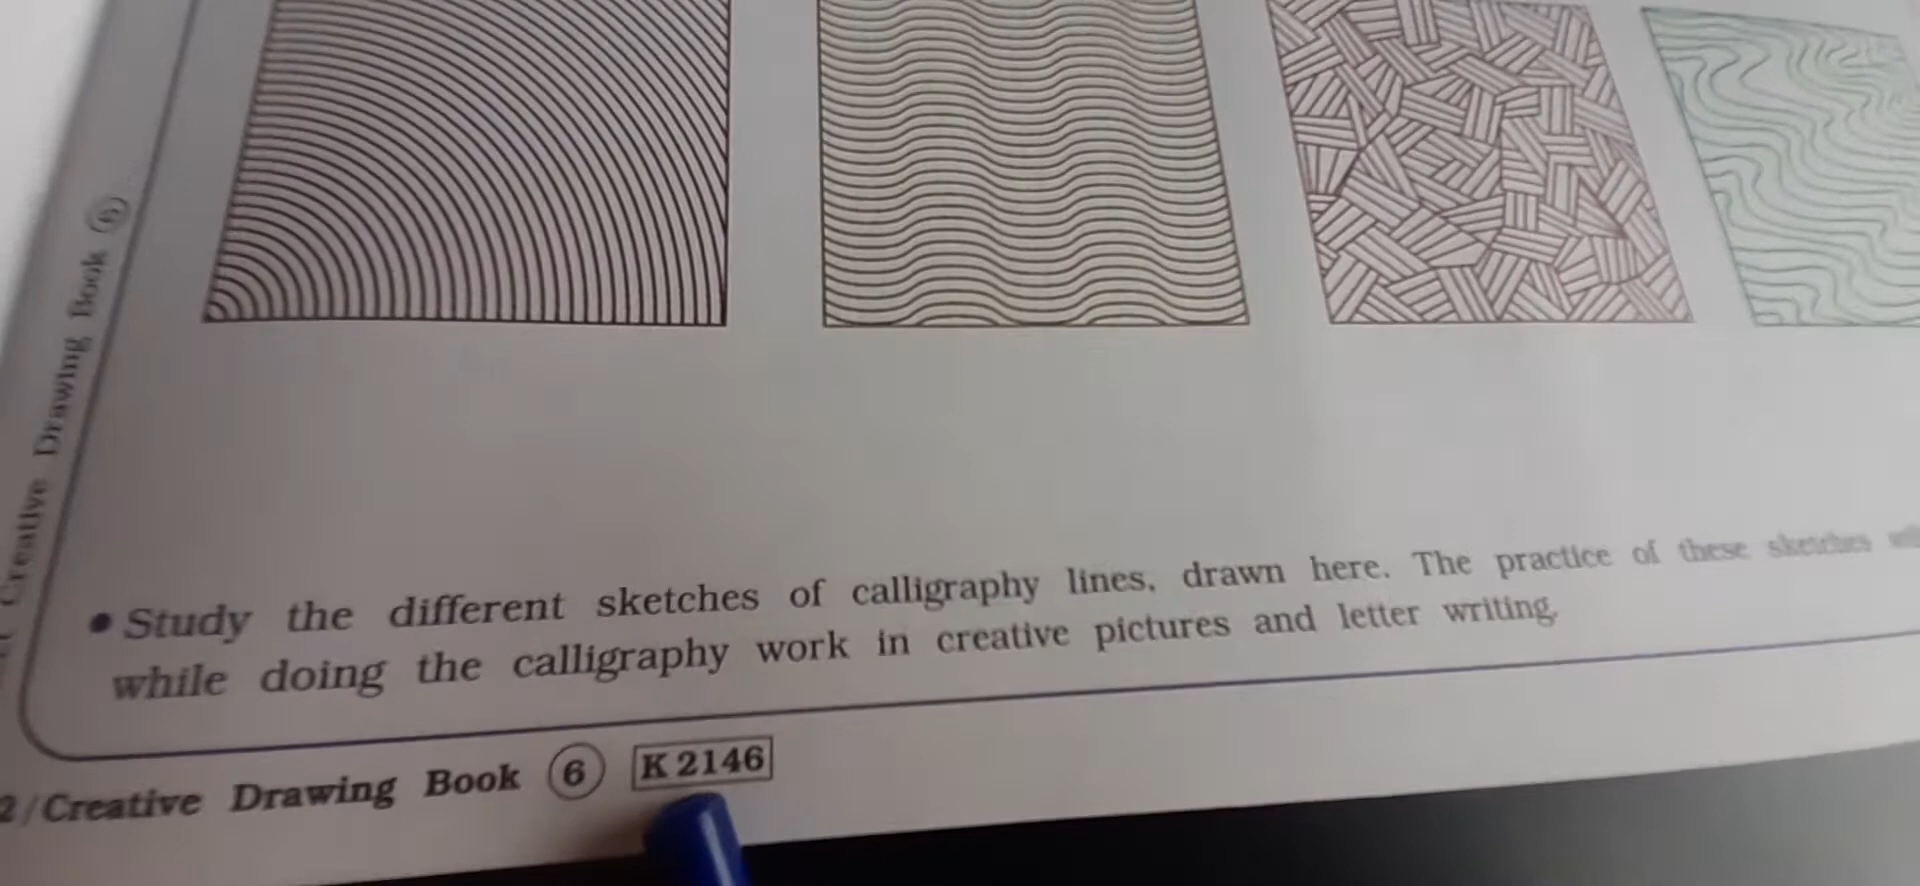 Creative Drawing Book 6
• Study the different sketches of calligraphy lines, drawn here. The practice of these sketches
while doing the calligraphy work in creative pictures and letter writing.
2/Creative Drawing Book 6 K 2146